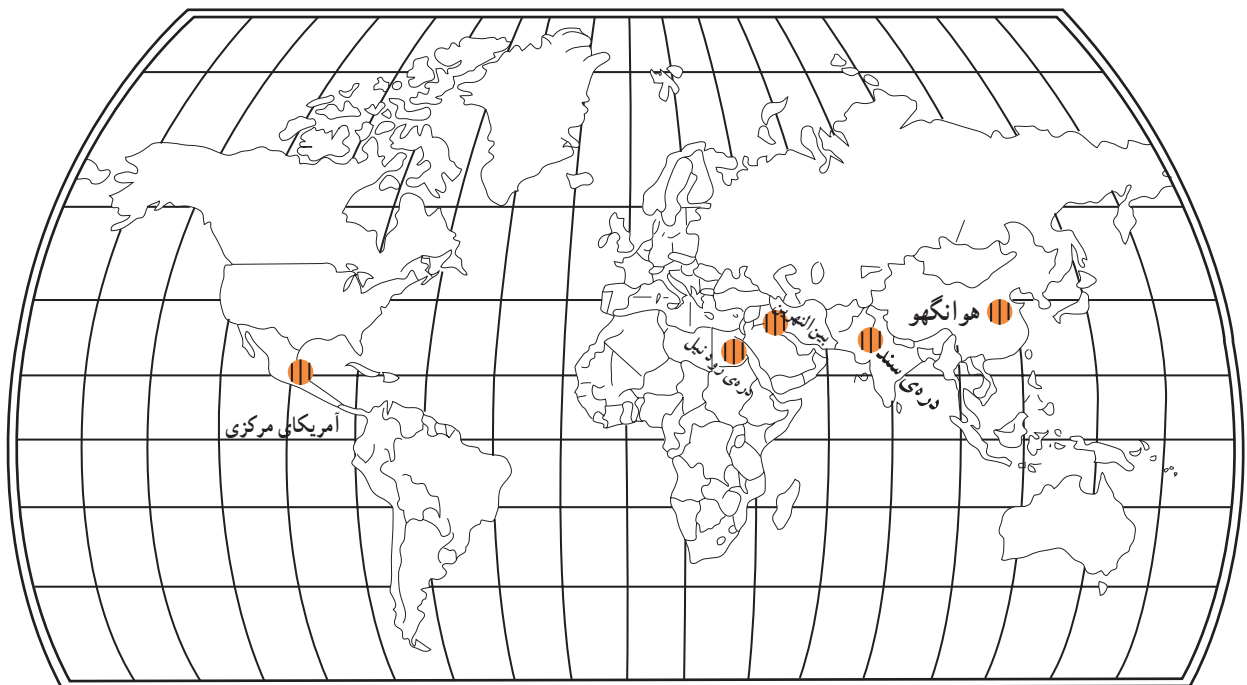 هوانگهو
بین‌النهرین
دره‌ی رود نیل
دره‌ی سند
آمریکای مرکزی